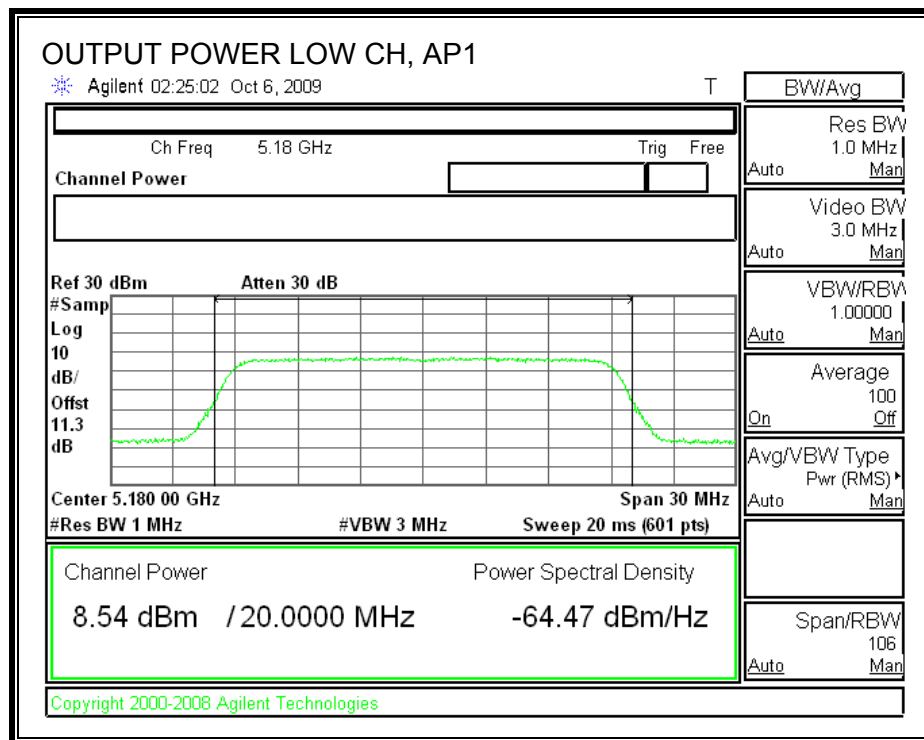 OUTPUT POWER LOW CH, AP1
Agilent 02:25:02 Oct 6, 2009 T
BW/Avg
Ch Freq 5.18 GHz Trig Free
Channel Power
Res BW
1.0 MHz
Auto Man
Video BW
3.0 MHz
Auto Man
VBW/RBW
1.00000
Auto Man
Average
100
On Off
Avg/VBW Type
Pwr (RMS)
Auto Man
Span/RBW
106
Auto Man
Ref 30 dBm Atten 30 dB
#Samp
Log
10
dB/
Offst
11.3
dB
Center 5.180 00 GHz Span 30 MHz
#Res BW 1 MHz #VBW 3 MHz Sweep 20 ms (601 pts)
Channel Power Power Spectral Density
8.54 dBm / 20.0000 MHz -64.47 dBm/Hz
Copyright 2000-2008 Agilent Technologies